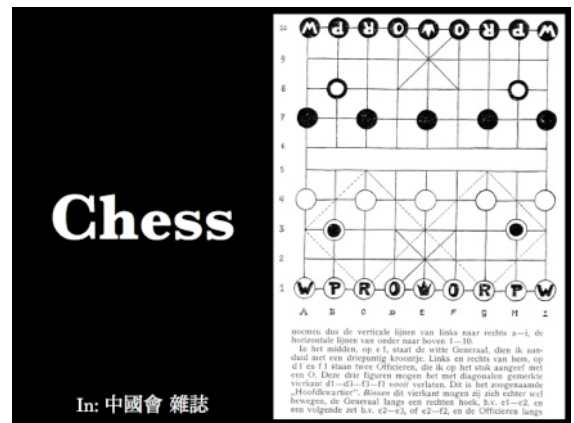 Chess
In: 中國會 雜誌
10
9
8
7
6
5
4
3
2
1
W P R O W O R P W
W P R O O R P W
A B C D E F G H I
noemen dus de verticale lijnen van links naar rechts a—i, de
horizontale lijnen van onder naar boven 1—10.
In het midden, op e 1, staat de witte Generaal, dien ik aan-
duid met een driepuntig kroontje. Links en rechts van hem, op
d 1 en f 1 staan twee Officieren, die ik op het stuk aangreef met
een O. Deze drie figuren mogen het met diagonalen gemerkte
vierkant d1—d3—f3—f1 nooit verlaten. Dit is het zoogenaamde
„Hoofdkwartier". Binnen dit vierkant mogen zij zich echter wel
bewegen, de Generaal langs een rechten hoek, b.v. e1—e2, en
een volgende zet b.v. e2—e3, of e2—f2, en de Officieren langs